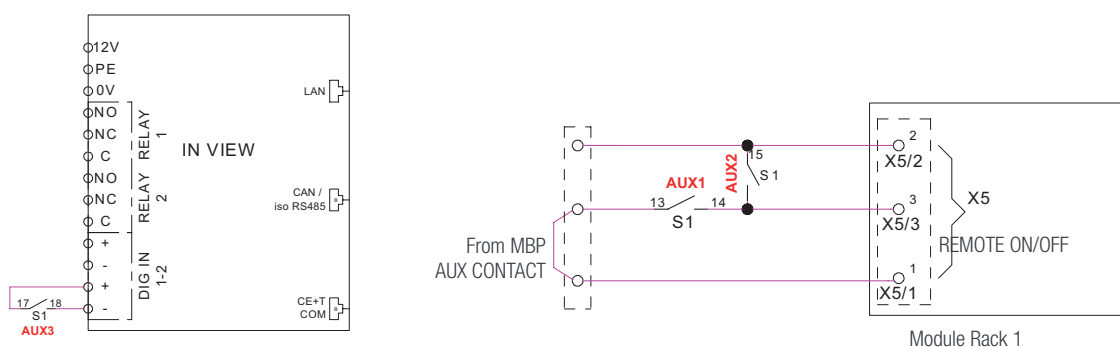 12V
PE
0V
NO
NC
C
NO
NC
C
+
-
+
-
RELAY
1
RELAY
2
DIG IN
1-2
IN VIEW
LAN
CAN /
iso RS485
CE+T
COM
17 18
S1
AUX3
From MBP
AUX CONTACT
AUX1
13 14
S1
AUX2
15
S1
2
X5/2
3
X5/3
1
X5/1
X5
REMOTE ON/OFF
Module Rack 1